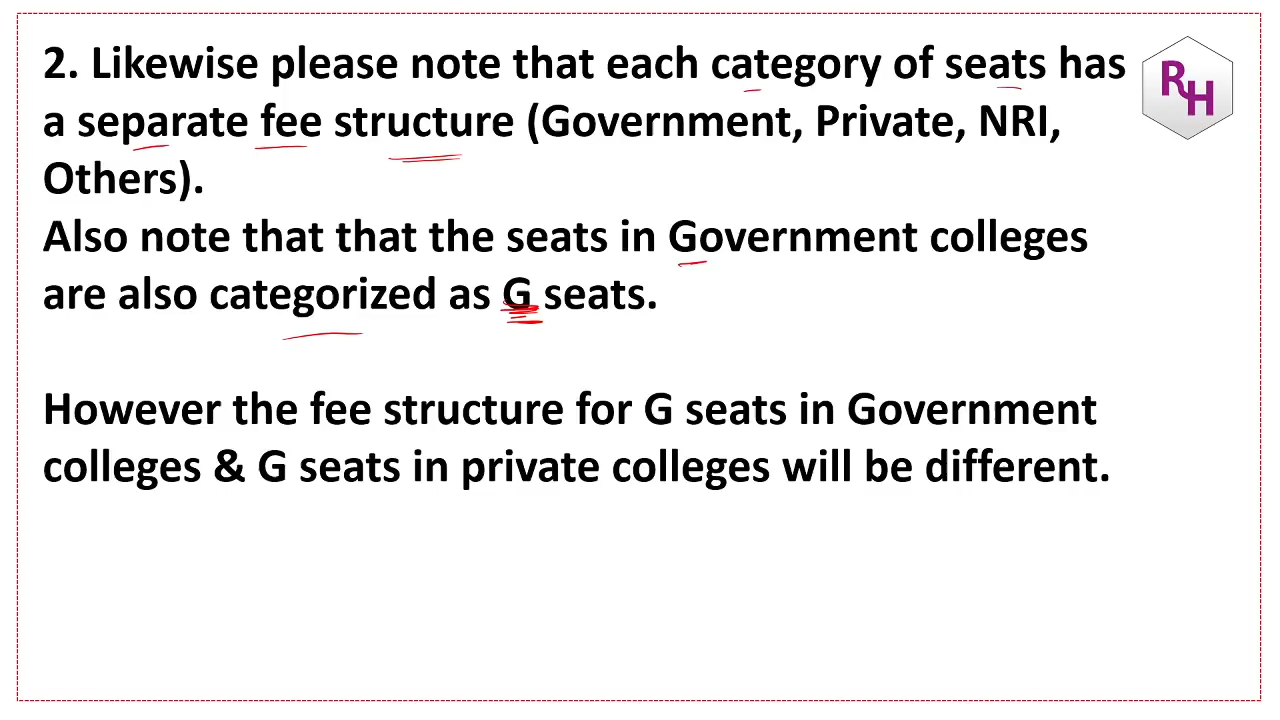 2. Likewise please note that each category of seats has
a separate fee structure (Government, Private, NRI,
Others).
Also note that that the seats in Government colleges
are also categorized as G seats.
However the fee structure for G seats in Government
colleges & G seats in private colleges will be different.
RH